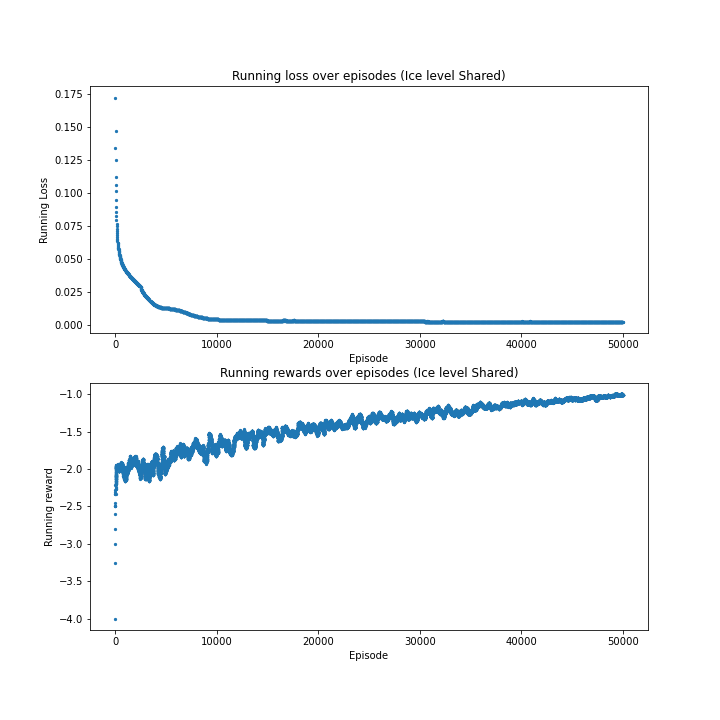 Running loss over episodes (Ice level Shared)
0.175
0.150
0.125
0.100
0.075
0.050
0.025
0.000
Running Loss
0 10000 20000 30000 40000 50000
Episode
Running rewards over episodes (Ice level Shared)
−1.0
−1.5
−2.0
−2.5
−3.0
−3.5
−4.0
Running reward
0 10000 20000 30000 40000 50000
Episode